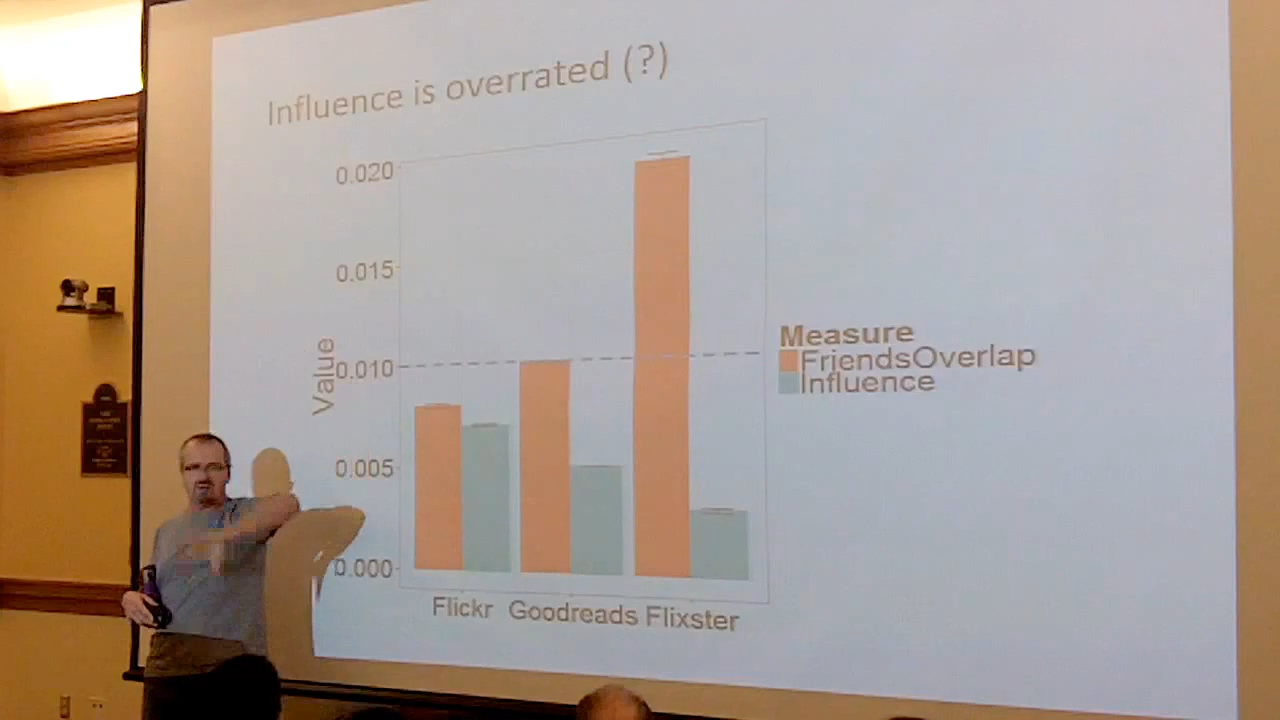 Influence is overrated (?)
0.020
0.015
0.010
0.005
0.000
Value
Flickr Goodreads Flixster
Measure
FriendsOverlap
Influence